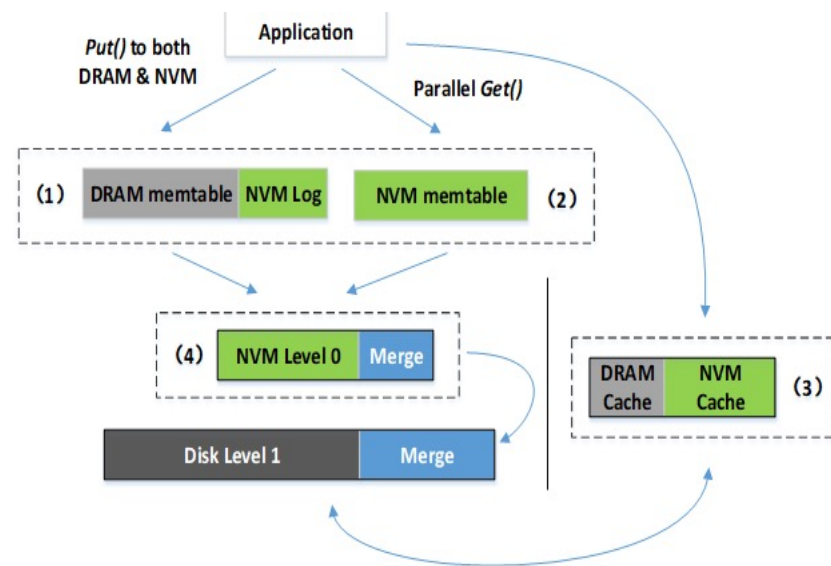 Application
Put() to both
DRAM & NVM
Parallel Get()
(1)
DRAM memtable
NVM Log
NVM memtable
(2)
(4)
NVM Level 0
Merge
DRAM
Cache
NVM
Cache
(3)
Disk Level 1
Merge